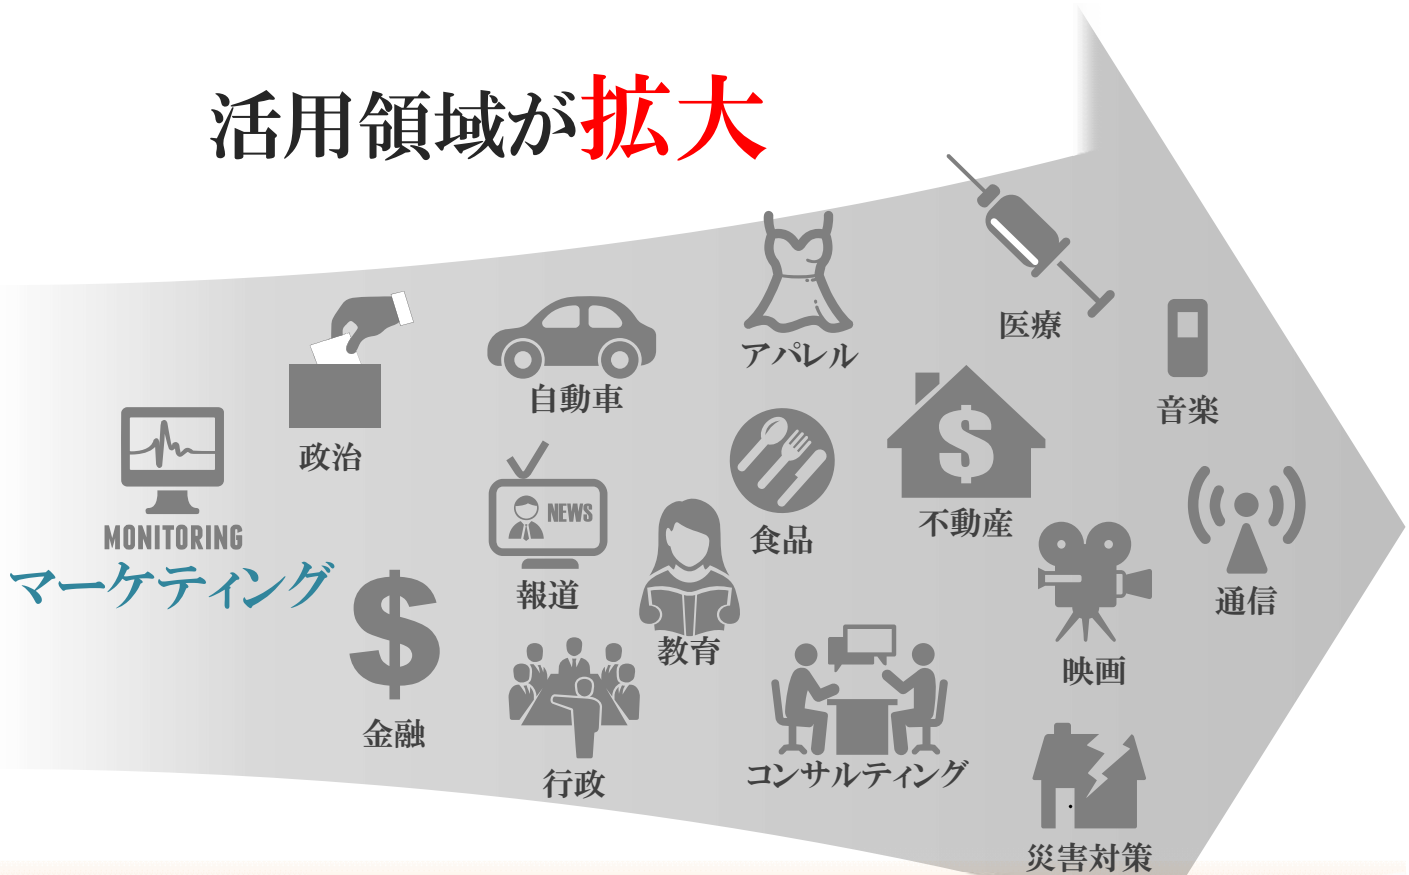 活用領域が拡大
医療
アパレル
自動車
音楽
政治
不動産
食品
NEWS
MONITORING
マーケティング
報道
通信
教育
映画
金融
行政
コンサルティング
災害対策